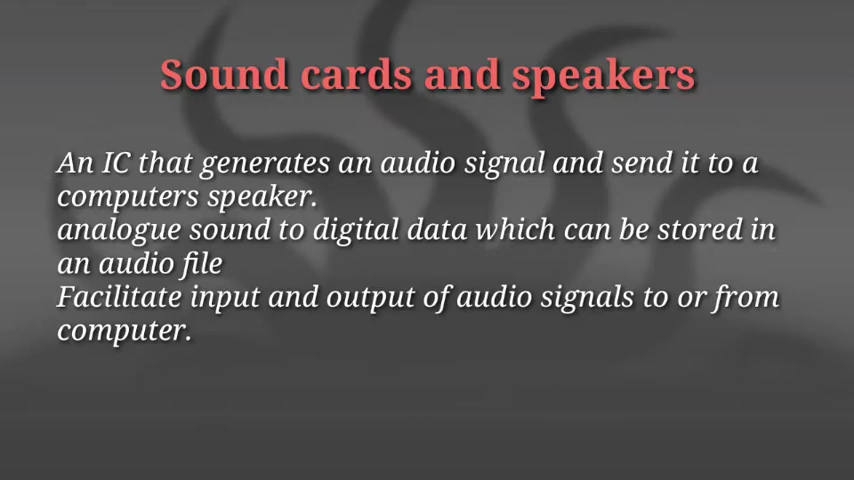 Sound cards and speakers
An IC that generates an audio signal and send it to a
computers speaker.
analogue sound to digital data which can be stored in
an audio file
Facilitate input and output of audio signals to or from
computer.